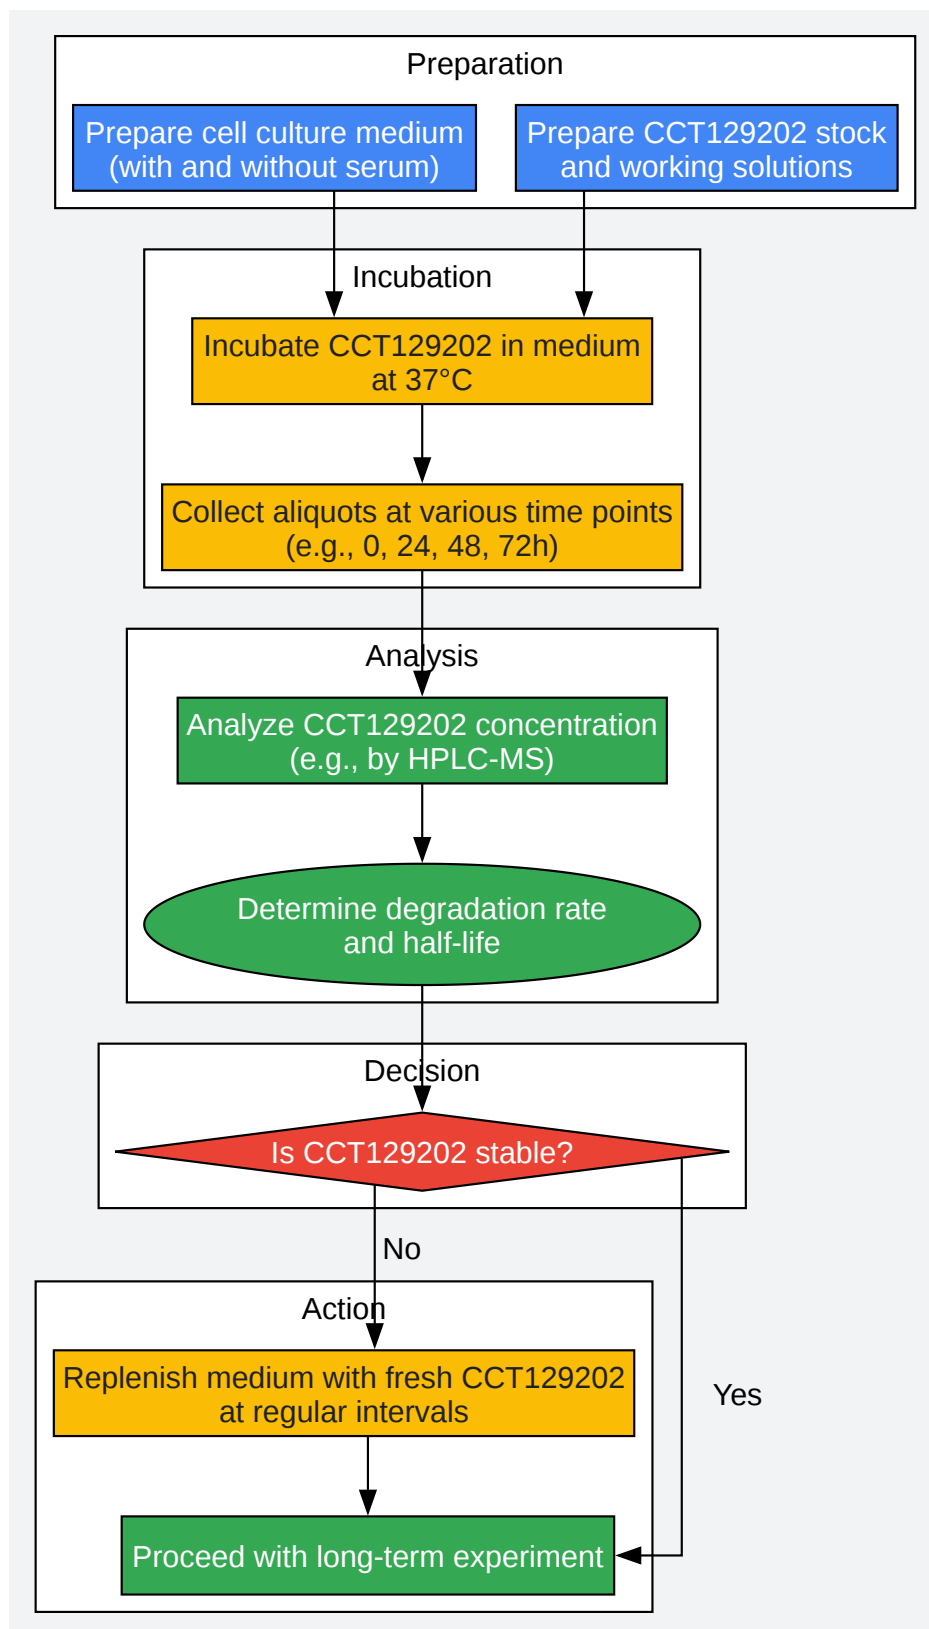 Preparation
Prepare cell culture medium
(with and without serum)
Prepare CCT129202 stock
and working solutions
Incubation
Incubate CCT129202 in medium
at 37°C
Collect aliquots at various time points
(e.g., 0, 24, 48, 72h)
Analysis
Analyze CCT129202 concentration
(e.g., by HPLC-MS)
Determine degradation rate
and half-life
Decision
Is CCT129202 stable?
No
Action
Replenish medium with fresh CCT129202
at regular intervals
Yes
Proceed with long-term experiment